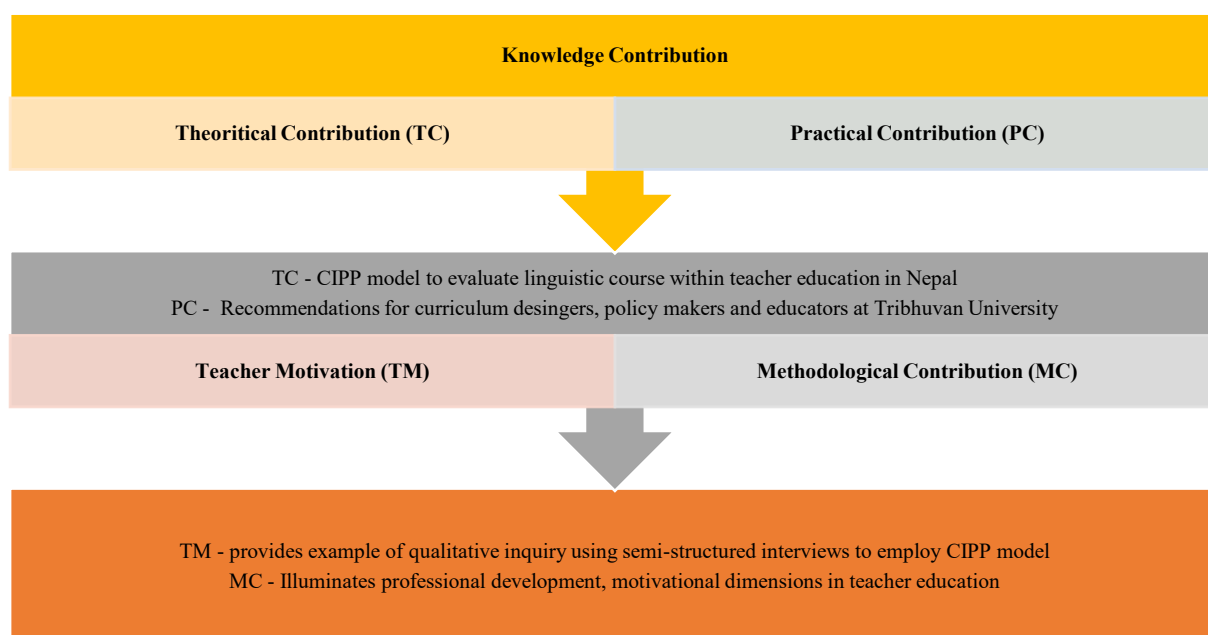 Knowledge Contribution
Theoritical Contribution (TC)
Practical Contribution (PC)
TC - CIPP model to evaluate linguistic course within teacher education in Nepal
PC - Recommendations for curriculum desingers, policy makers and educators at Tribhuvan University
Teacher Motivation (TM)
Methodological Contribution (MC)
TM - provides example of qualitative inquiry using semi-structured interviews to employ CIPP model
MC - Illuminates professional development, motivational dimensions in teacher education